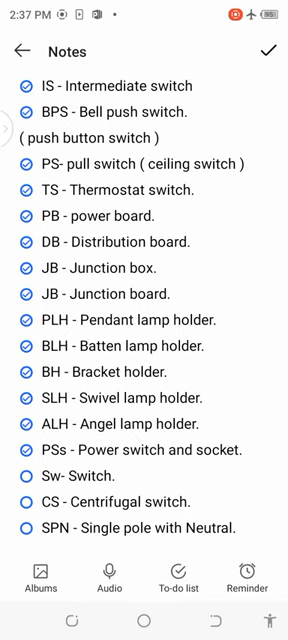 2:37 PM
95
Notes
IS - Intermediate switch
BPS - Bell push switch.
( push button switch )
PS- pull switch ( ceiling switch )
TS - Thermostat switch.
PB - power board.
DB - Distribution board.
JB - Junction box.
JB - Junction board.
PLH - Pendant lamp holder.
BLH - Batten lamp holder.
BH - Bracket holder.
SLH - Swivel lamp holder.
ALH - Angel lamp holder.
PSs - Power switch and socket.
Sw- Switch.
CS - Centrifugal switch.
SPN - Single pole with Neutral.
Albums Audio To-do list Reminder